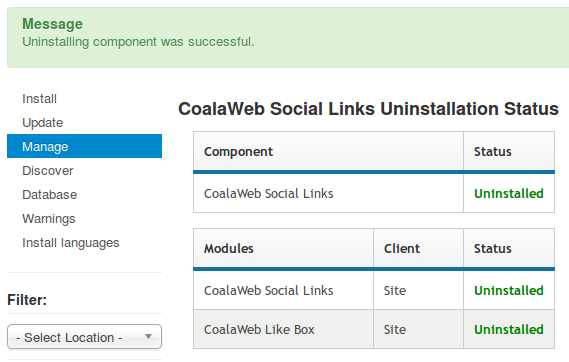 Message
Uninstalling component was successful.
Install
Update
Manage
Discover
Database
Warnings
Install languages
Filter:
- Select Location -
CoalaWeb Social Links Uninstallation Status
Component Status
CoalaWeb Social Links Uninstalled
Modules Client Status
CoalaWeb Social Links Site Uninstalled
CoalaWeb Like Box Site Uninstalled